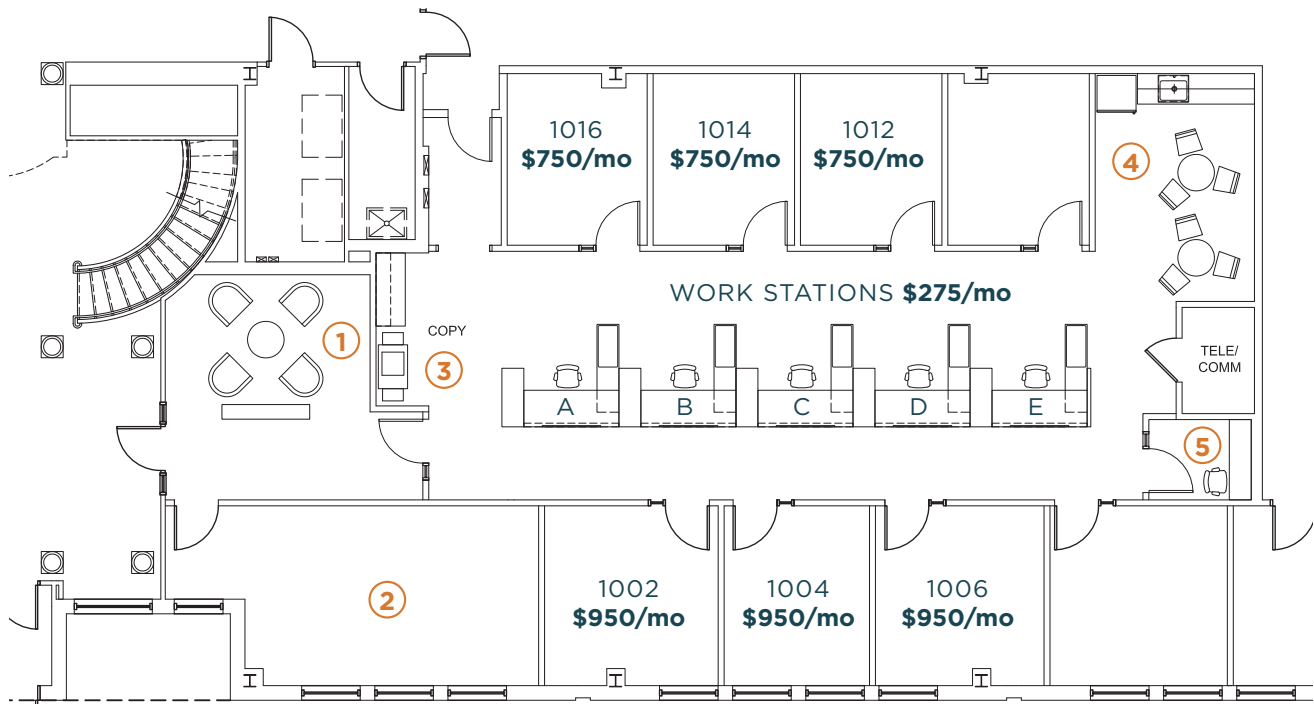 1016
$750/mo
1014
$750/mo
1012
$750/mo
4
WORK STATIONS $275/mo
1
COPY
3
TELE/
COMM
A
B
C
D
E
5
2
1002
$950/mo
1004
$950/mo
1006
$950/mo